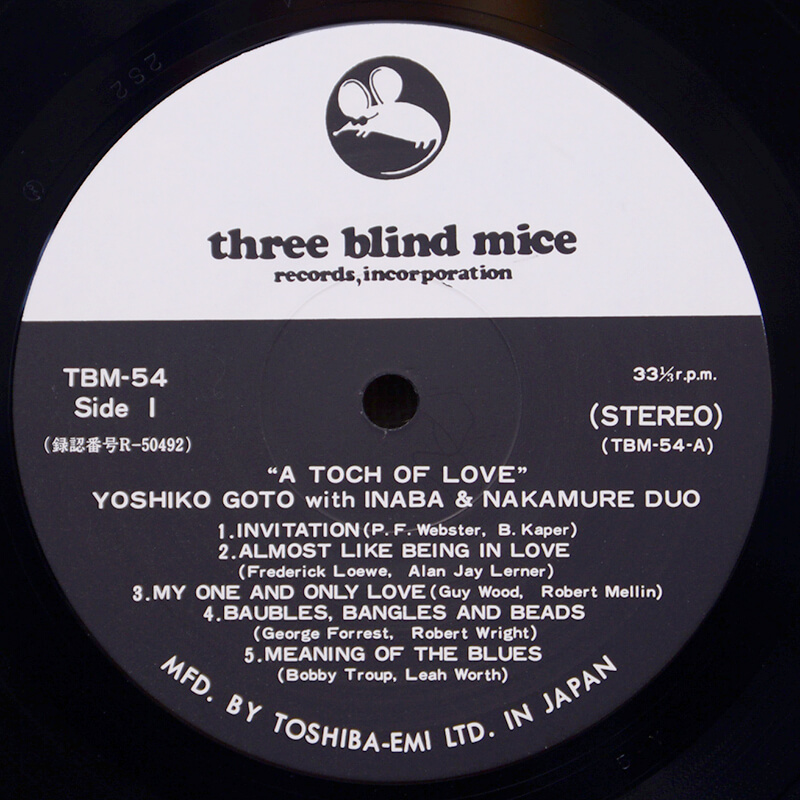 three blind mice
records, incorporation
TBM-54
33⅓r.p.m.
Side 1
(STEREO)
(録認番号R-50492)
(TBM-54-A)
"A TOCH OF LOVE"
YOSHIKO GOTO with INABA & NAKAMURE DUO
1.INVITATION(P.F. Webster, B. Kaper)
2.ALMOST LIKE BEING IN LOVE
(Frederick Loewe, Alan Jay Lerner)
3.MY ONE AND ONLY LOVE(Guy Wood, Robert Mellin)
4.BAUBLES, BANGLES AND BEADS
(George Forrest, Robert Wright)
5.MEANING OF THE BLUES
(Bobby Troup, Leah Worth)
MFD. BY TOSHIBA-EMI LTD. IN JAPAN